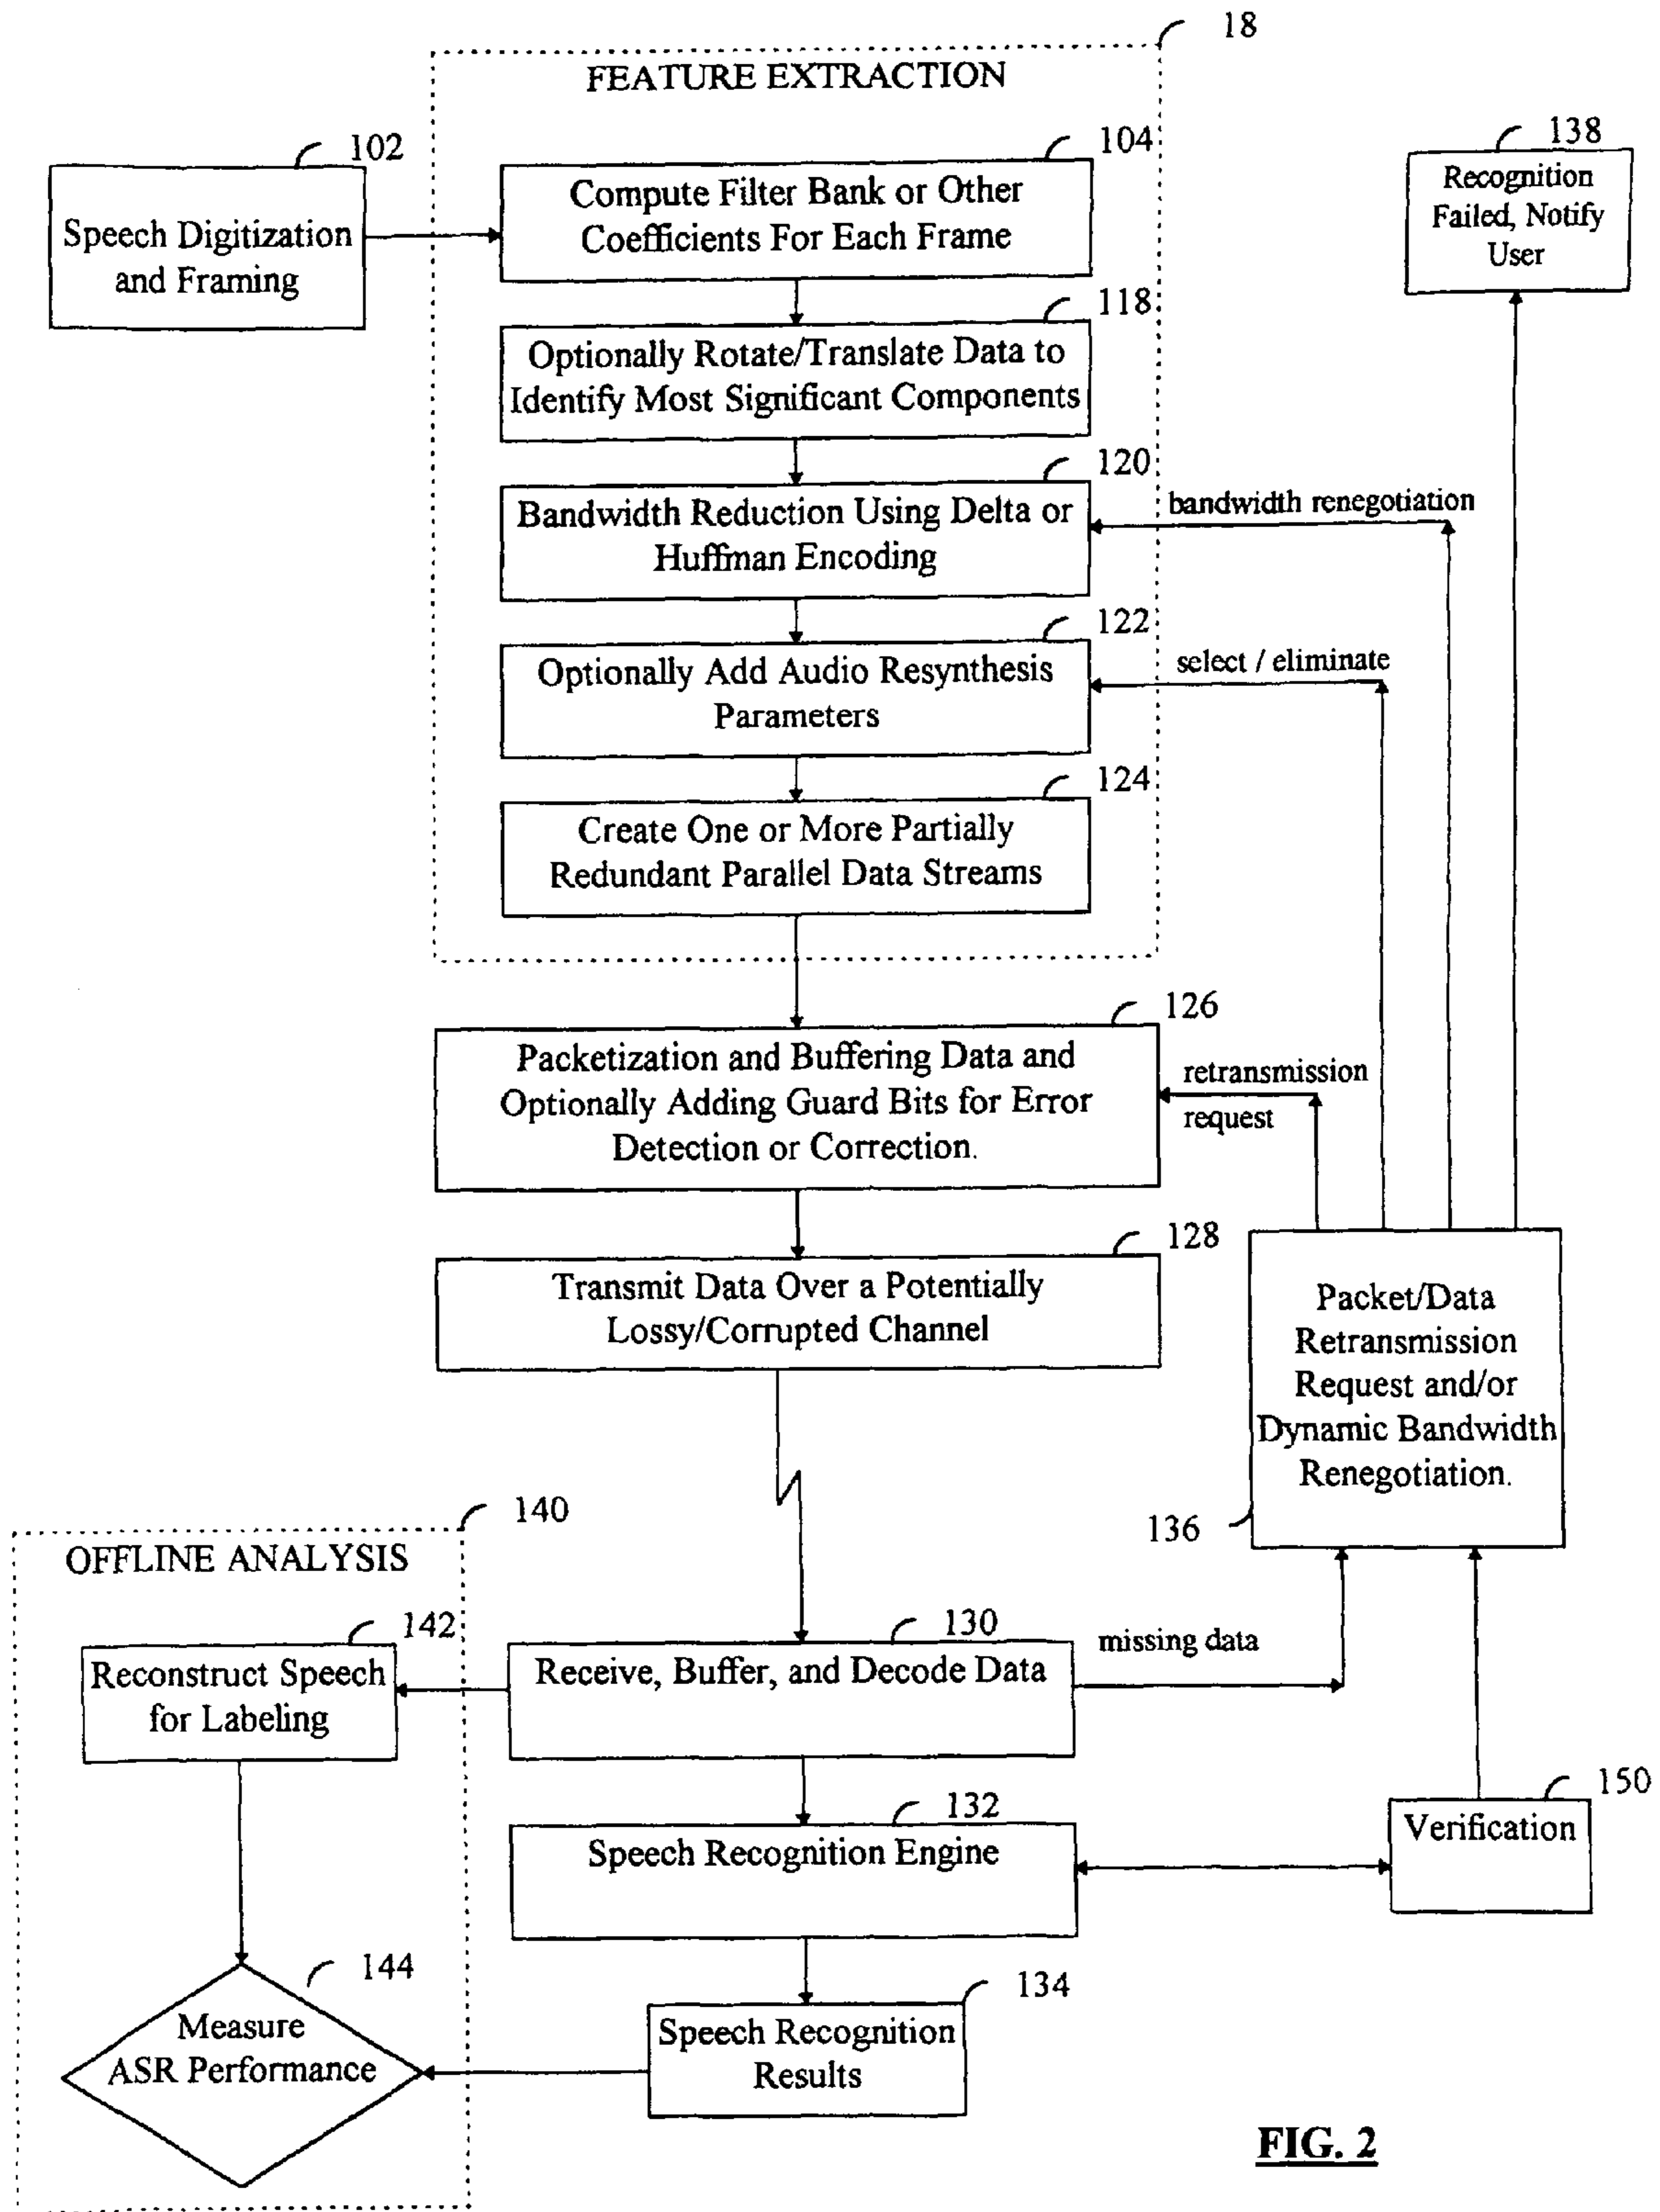 18
FEATURE EXTRACTION
102
Speech Digitization
and Framing
104
Compute Filter Bank or Other
Coefficients For Each Frame
138
Recognition
Failed, Notify
User
118
Optionally Rotate/Translate Data to
Identify Most Significant Components
120
Bandwidth Reduction Using Delta or
Huffman Encoding
bandwidth renegotiation
122
Optionally Add Audio Resynthesis
Parameters
select / eliminate
124
Create One or More Partially
Redundant Parallel Data Streams
126
Packetization and Buffering Data and
Optionally Adding Guard Bits for Error
Detection or Correction.
retransmission
request
128
Transmit Data Over a Potentially
Lossy/Corrupted Channel
Packet/Data
Retransmission
Request and/or
Dynamic Bandwidth
Renegotiation.
136
140
OFFLINE ANALYSIS
142
Reconstruct Speech
for Labeling
130
Receive, Buffer, and Decode Data
missing data
132
Speech Recognition Engine
150
Verification
144
Measure
ASR Performance
134
Speech Recognition
Results
FIG. 2